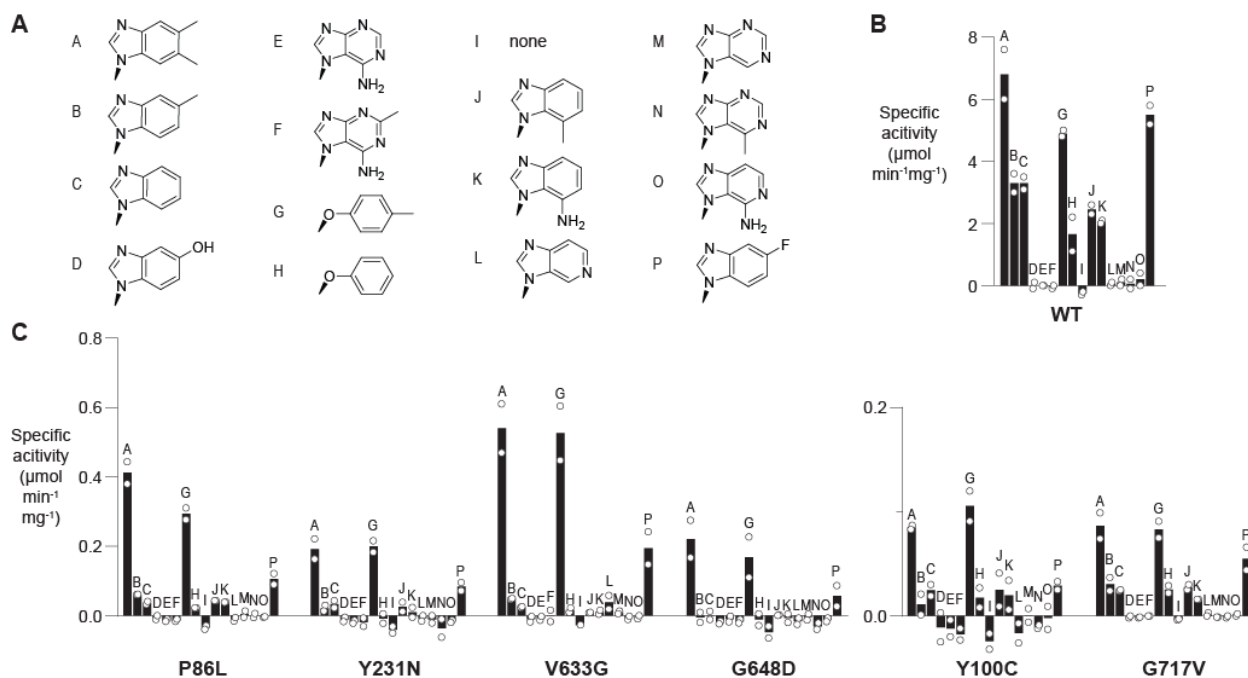 A
A
N
N
B
N
N
C
N
N
D
OH
N
N
E
N
N
N
N
NH2
F
N
N
N
N
NH2
G
O
H
O
I none
J
N
N
K
N
N
NH2
L
N
N
N
M
N
N
N
N
N
N
N
N
N
O
N
N
N
NH2
P
F
N
N
B
Specific
acitivity
(µmol
min-1mg-1)
8
6
4
2
0
A
B
C
D
E
F
G
H
I
J
K
L
M
N
O
P
WT
C
Specific
acitivity
(µmol
min-1
mg-1)
0.8
0.6
0.4
0.2
0.0
A
B
C
D
E
F
G
H
I
J
K
L
M
N
O
P
P86L
A
B
C
D
E
F
G
H
I
J
K
L
M
N
O
P
Y231N
A
B
C
D
E
F
G
H
I
J
K
L
M
N
O
P
V633G
A
B
C
D
E
F
G
H
I
J
K
L
M
N
O
P
G648D
0.2
0.0
A
B
C
D
E
F
G
H
I
J
K
L
M
N
O
P
Y100C
A
B
C
D
E
F
G
H
I
J
K
L
M
N
O
P
G717V